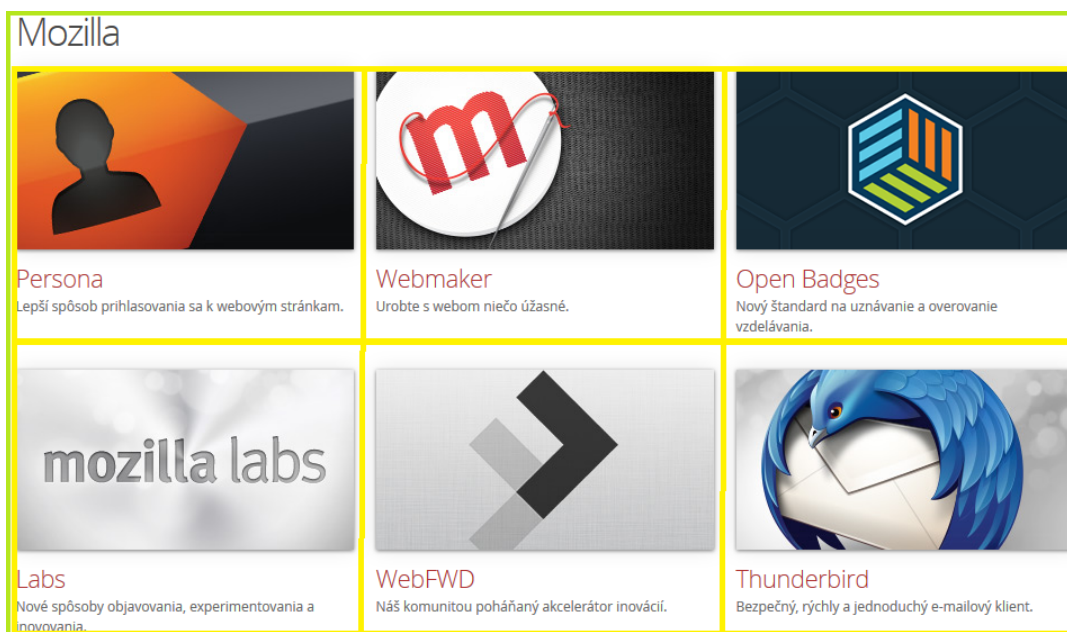 Mozilla
m
Persona
Lepší spôsob prihlasovania sa k webovým stránkam.
Webmaker
Urobte s webom niečo úžasné.
Open Badges
Nový štandard na uznávanie a overovanie
vzdelávania.
mozilla labs
Labs
Nové spôsoby objavovania, experimentovania a
inovovania.
WebFWD
Náš komunitou poháňaný akcelerátor inovácií.
Thunderbird
Bezpečný, rýchly a jednoduchý e-mailový klient.